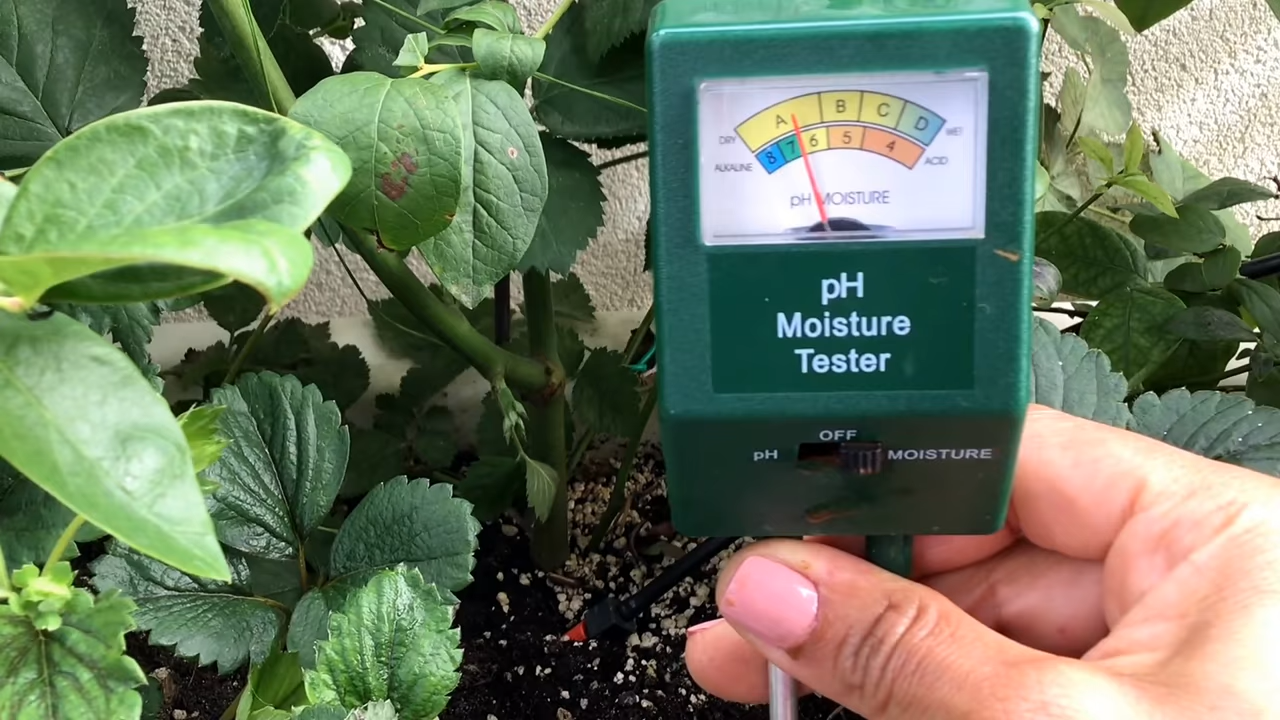 A B C D
DRY WET
8 7 6 5 4
ALKALINE ACID
pH MOISTURE
pH
Moisture
Tester
OFF
pH MOISTURE